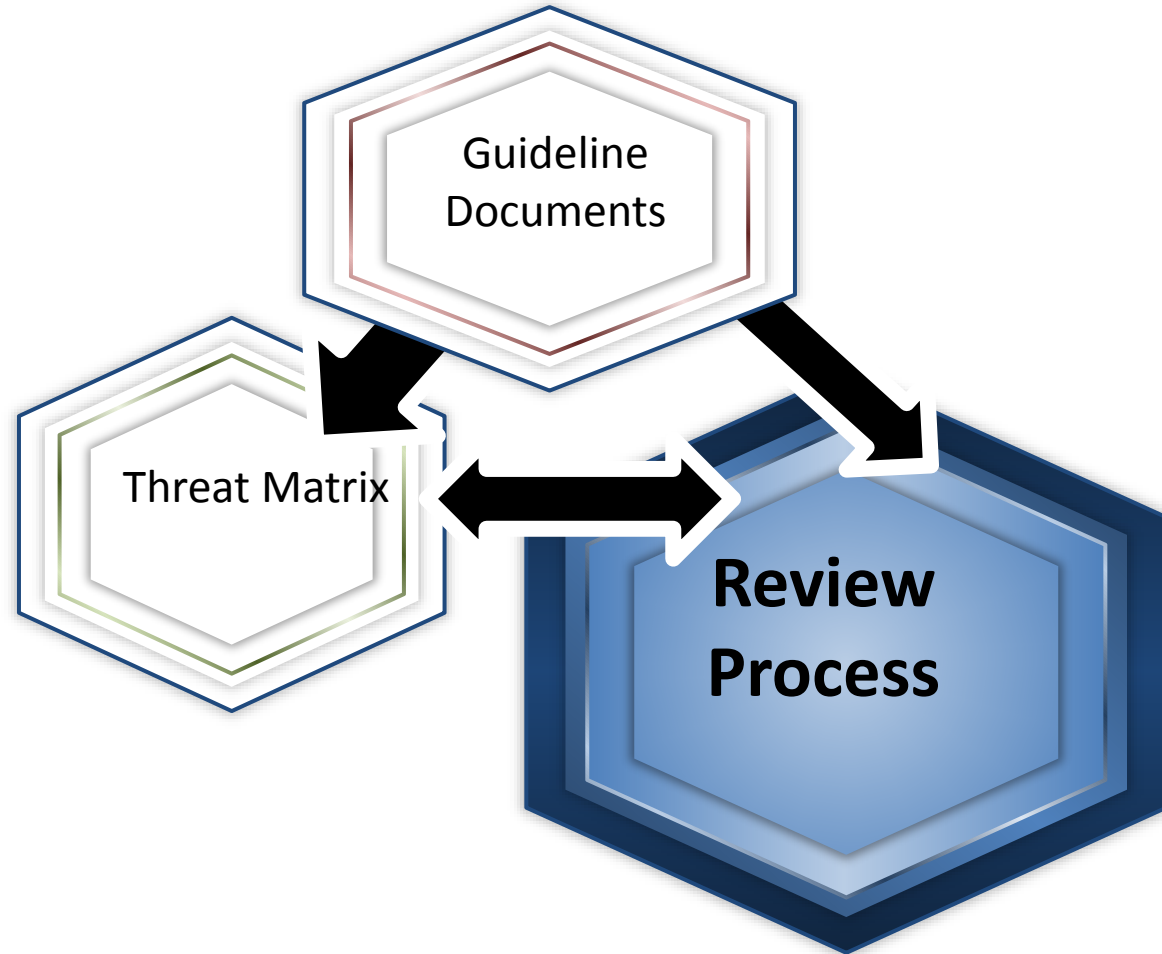 Guideline
Documents
Threat Matrix
Review
Process